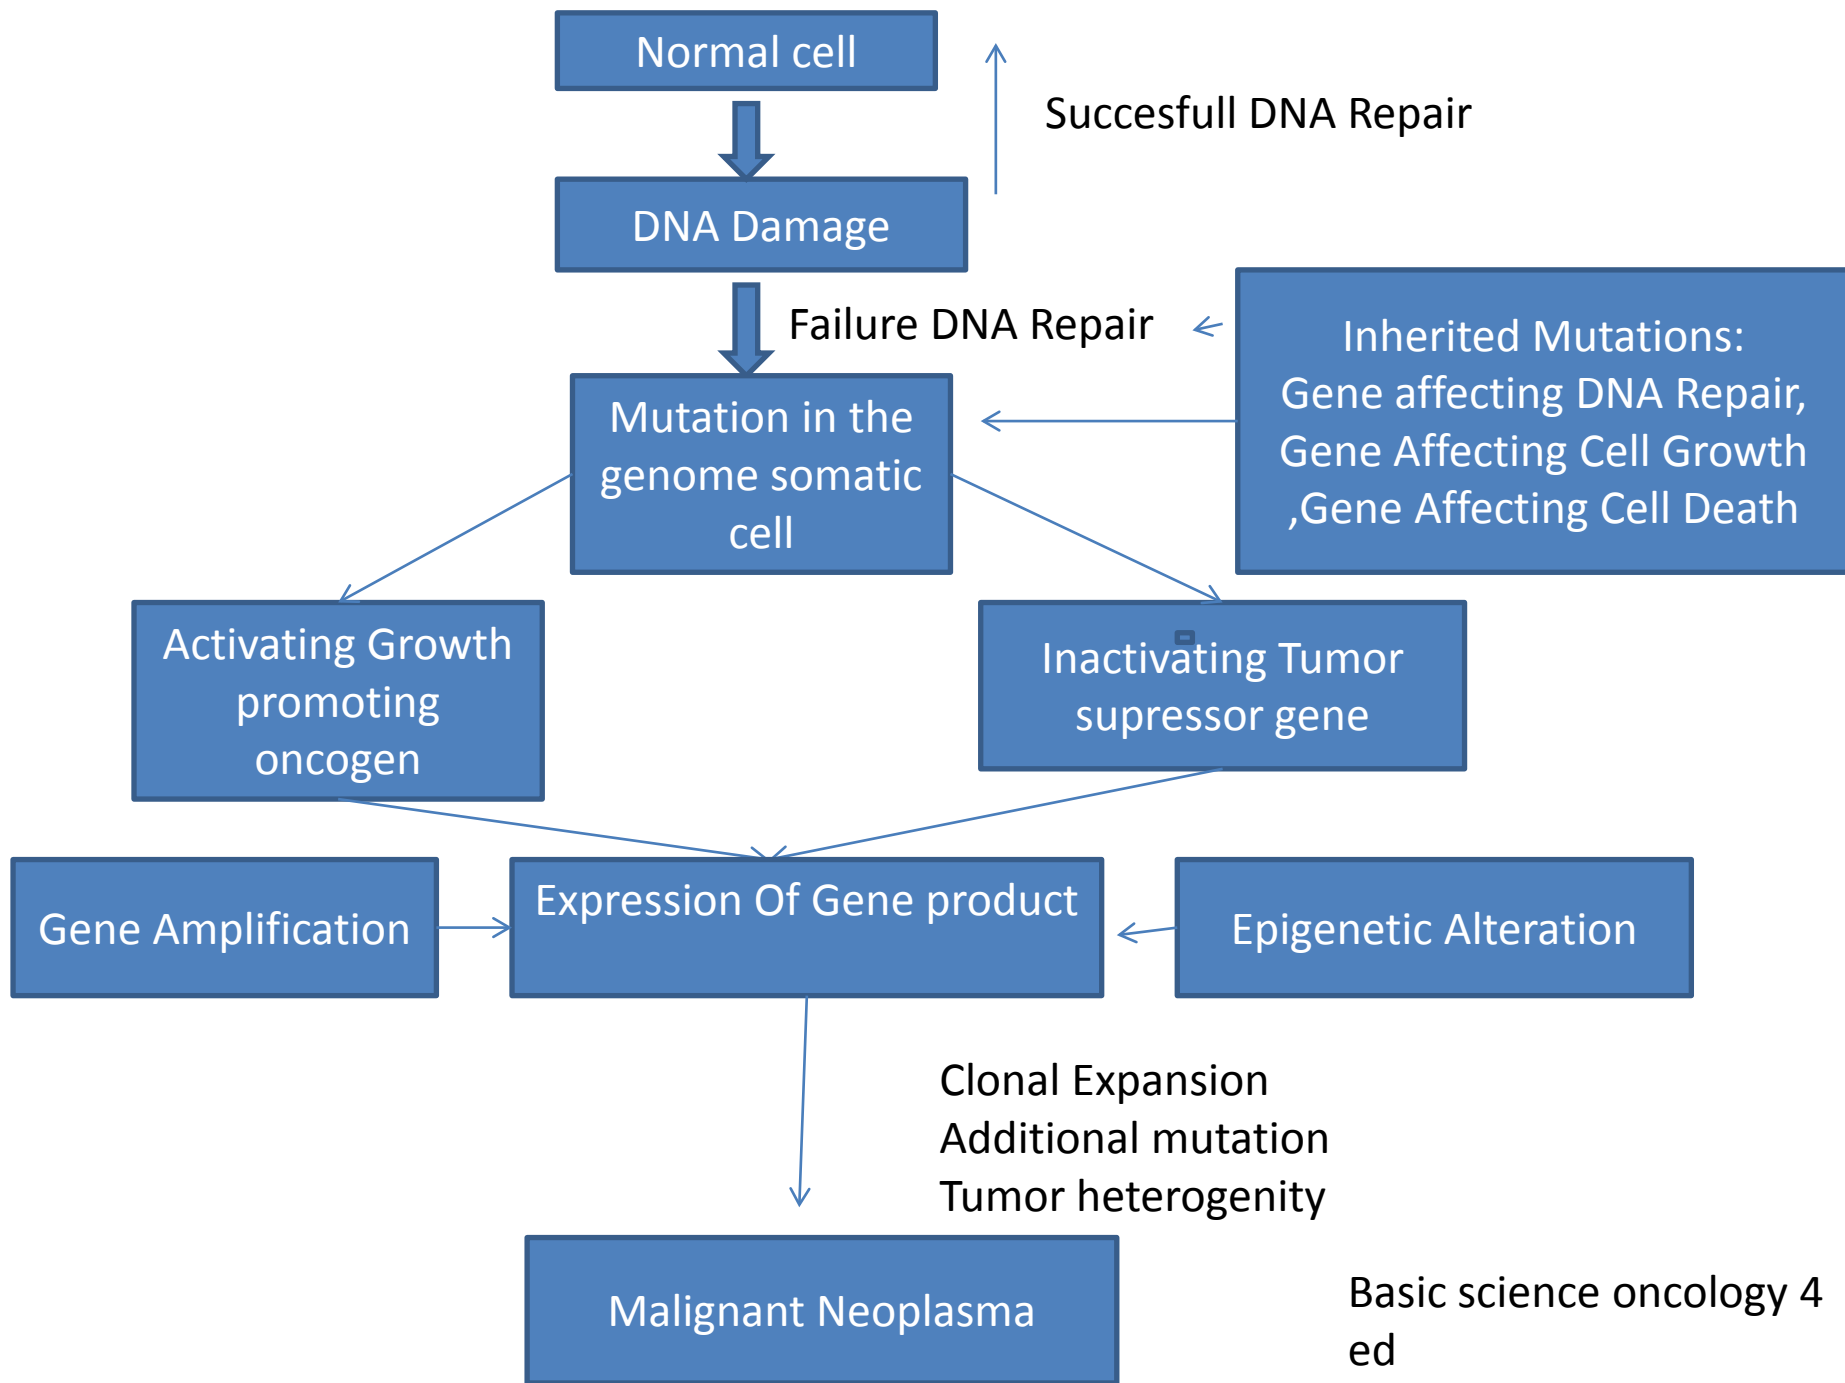 Normal cell
Succesfull DNA Repair
DNA Damage
Failure DNA Repair
Inherited Mutations:
Gene affecting DNA Repair,
Gene Affecting Cell Growth
,Gene Affecting Cell Death
Mutation in the
genome somatic
cell
Activating Growth
promoting
oncogen
Inactivating Tumor
supressor gene
Gene Amplification
Expression Of Gene product
Epigenetic Alteration
Clonal Expansion
Additional mutation
Tumor heterogenity
Malignant Neoplasma
Basic science oncology 4
ed